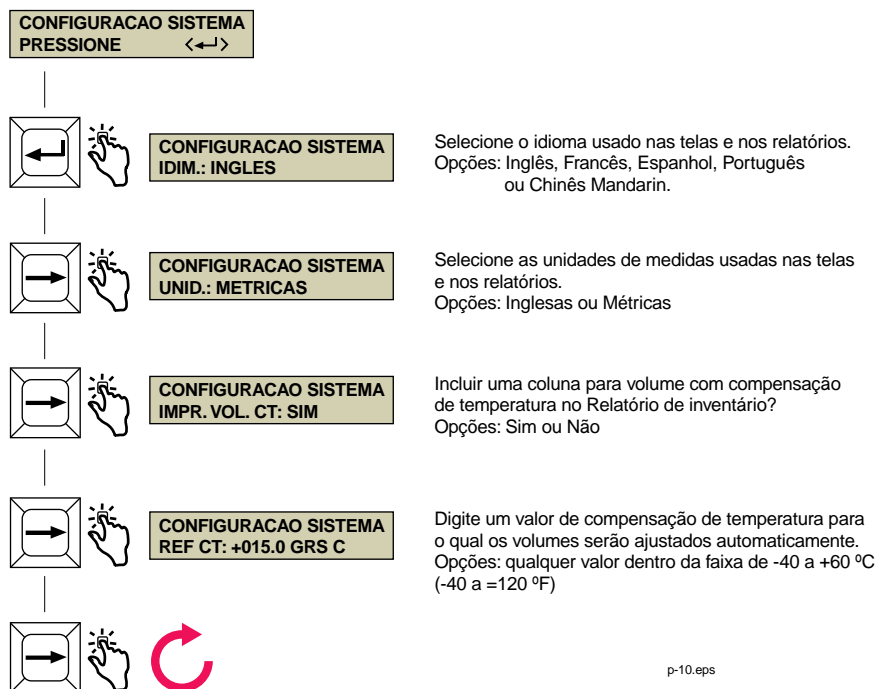 CONFIGURACAO SISTEMA
PRESSIONE <↵>
CONFIGURACAO SISTEMA
IDIM.: INGLES
Selecione o idioma usado nas telas e nos relatórios.
Opções: Inglês, Francês, Espanhol, Português
ou Chinês Mandarin.
CONFIGURACAO SISTEMA
UNID.: METRICAS
Selecione as unidades de medidas usadas nas telas
e nos relatórios.
Opções: Inglesas ou Métricas
CONFIGURACAO SISTEMA
IMPR. VOL. CT: SIM
Incluir uma coluna para volume com compensação
de temperatura no Relatório de inventário?
Opções: Sim ou Não
CONFIGURACAO SISTEMA
REF CT: +015.0 GRS C
Digite um valor de compensação de temperatura para
o qual os volumes serão ajustados automaticamente.
Opções: qualquer valor dentro da faixa de -40 a +60 ºC
(-40 a =120 ºF)
p-10.eps